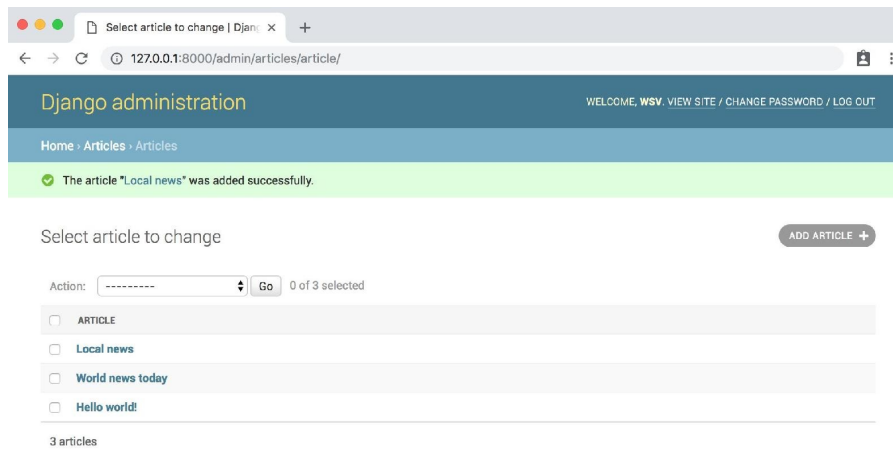 Select article to change | Djang
127.0.0.1:8000/admin/articles/article/
Django administration
WELCOME, WSV. VIEW SITE / CHANGE PASSWORD / LOG OUT
Home › Articles › Articles
The article "Local news" was added successfully.
Select article to change
ADD ARTICLE +
Action: --------- Go 0 of 3 selected
ARTICLE
Local news
World news today
Hello world!
3 articles